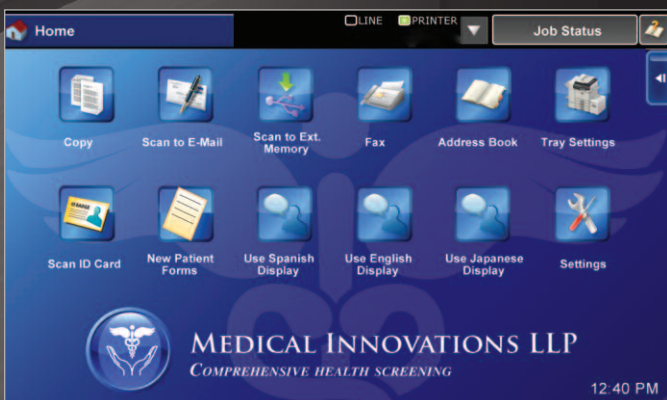 Home
LINE PRINTER
Job Status
Copy
Scan to E-Mail
Scan to Ext.
Memory
Fax
Address Book
Tray Settings
ID BADGE
Scan ID Card
New Patient
Forms
Use Spanish
Display
Use English
Display
Use Japanese
Display
Settings
MEDICAL INNOVATIONS LLP
COMPREHENSIVE HEALTH SCREENING
12:40 PM